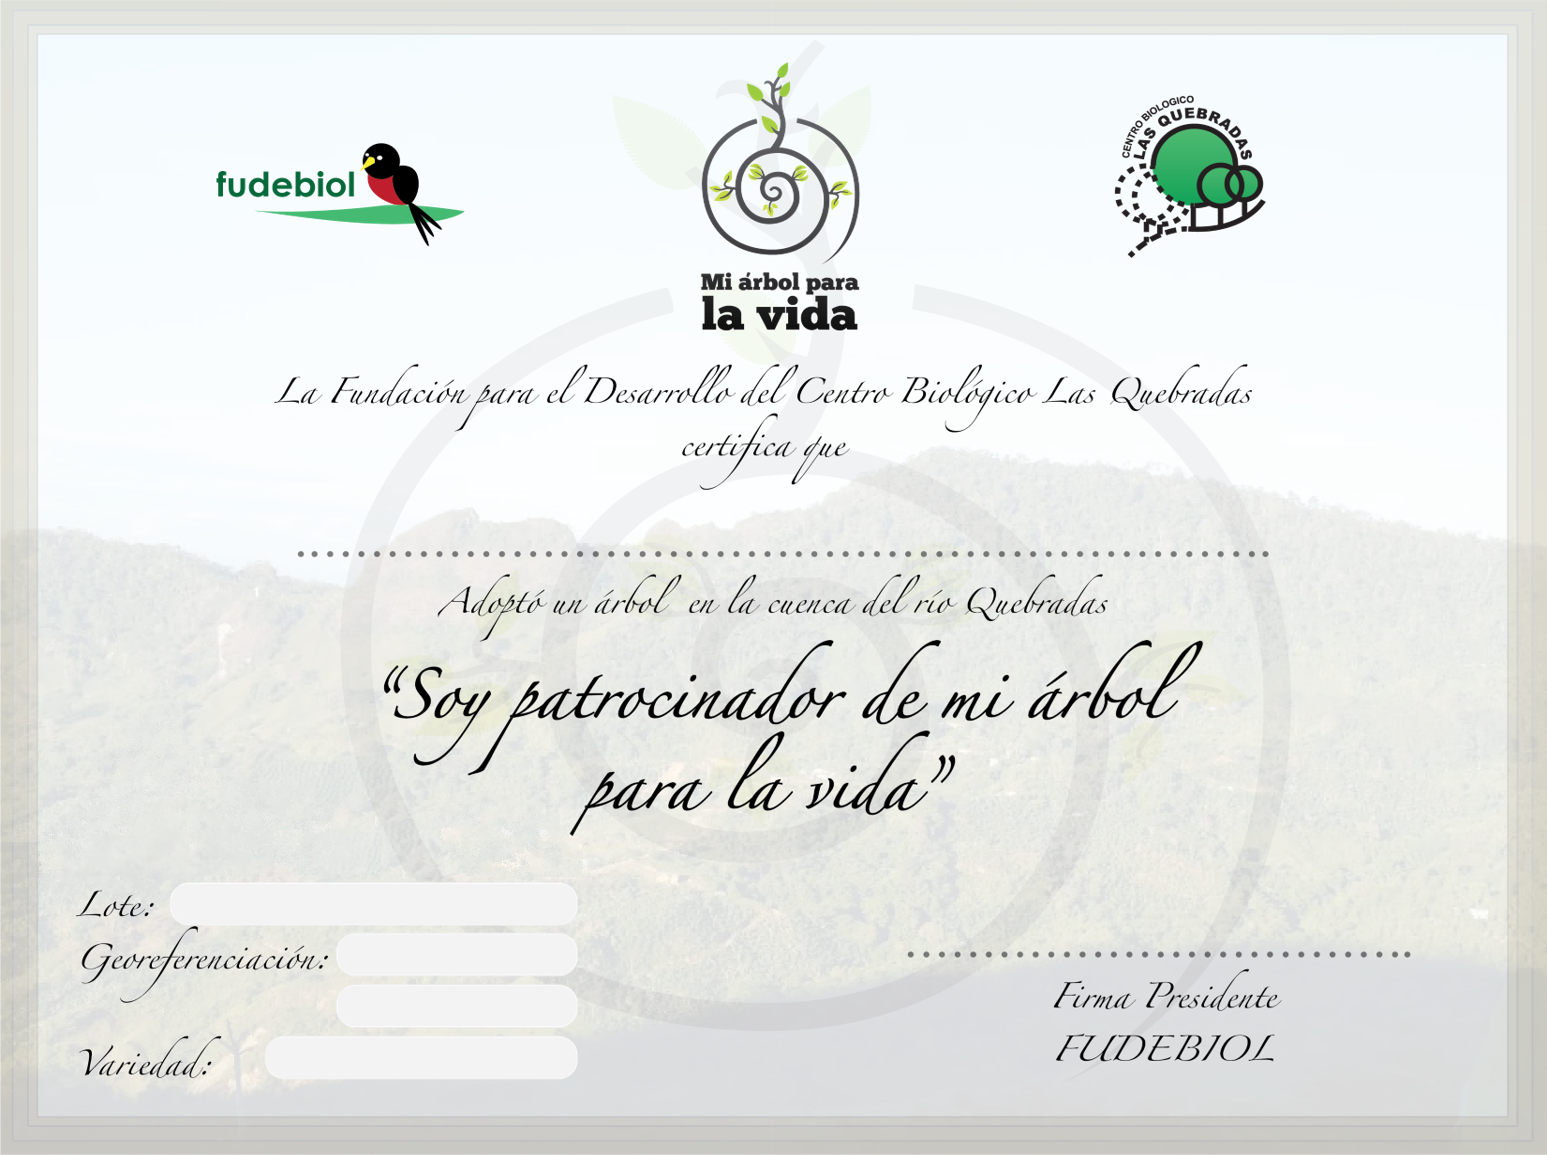 fudebiol
CENTRO BIOLOGICO
LAS QUEBRADAS
Mi árbol para
la vida
La Fundación para el Desarrollo del Centro Biológico Las Quebradas
certifica que
Adoptó un árbol en la cuenca del río Quebradas
“Soy patrocinador de mi árbol
para la vida”
Lote:
Georeferenciación:
Variedad:
Firma Presidente
FUDEBIOL